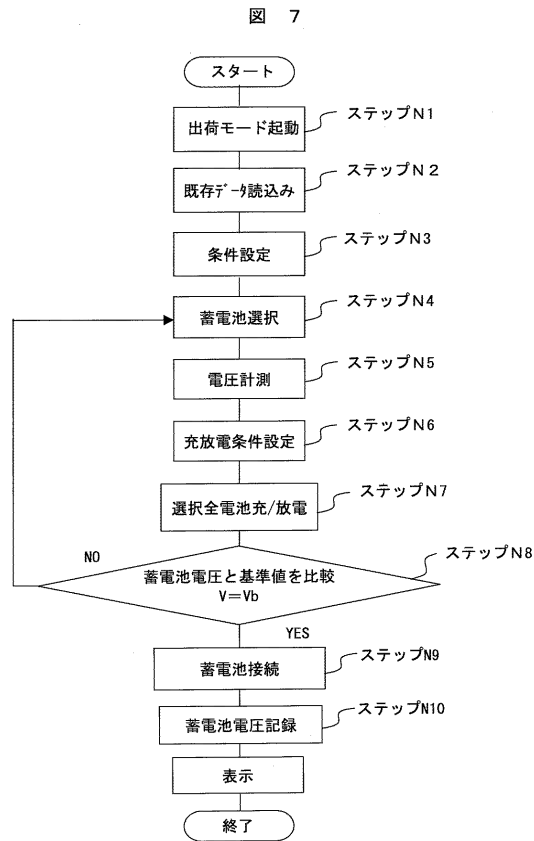 図 7
スタート
出荷モード起動
ステップN1
既存データ読込み
ステップN2
条件設定
ステップN3
蓄電池選択
ステップN4
電圧計測
ステップN5
充放電条件設定
ステップN6
選択全電池充/放電
ステップN7
NO
ステップN8
蓄電池電圧と基準値を比較
V=Vb
YES
蓄電池接続
ステップN9
蓄電池電圧記録
ステップN10
表示
終了